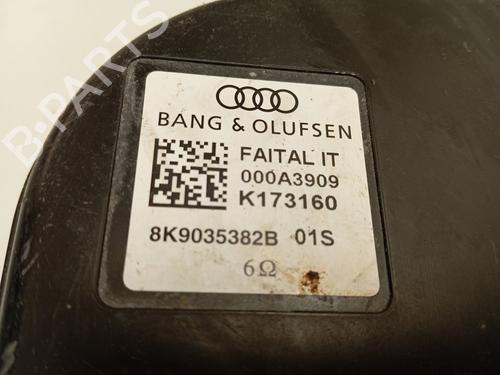 BANG & OLUFSEN
FAITAL IT
000A3909
K173160
8K9035382B 01S
6Ω
B-PARTS